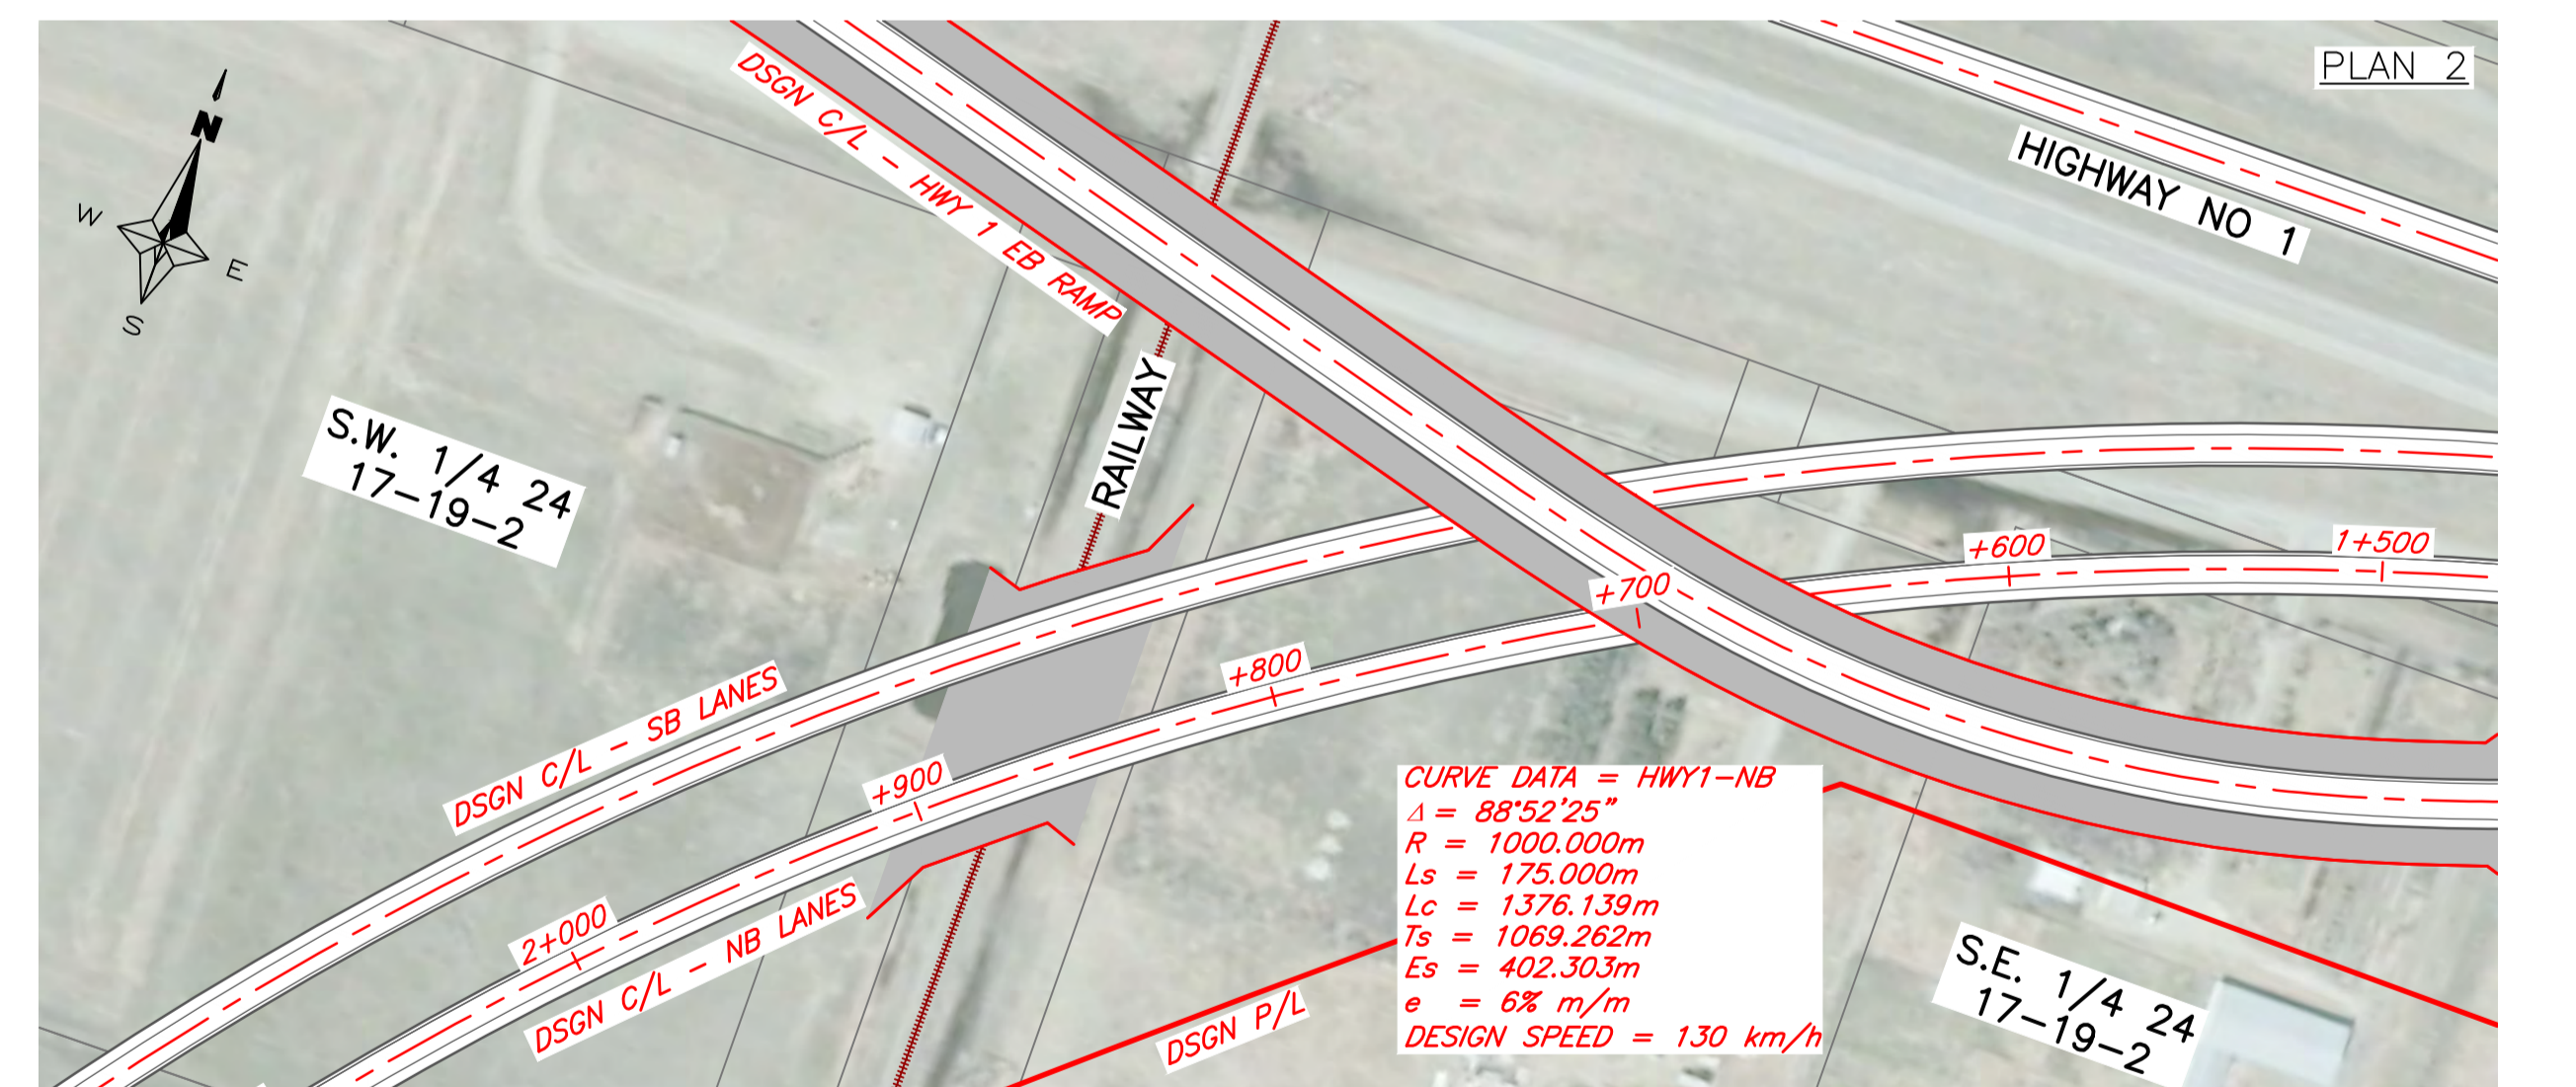 PLAN 2
N
W
E
S
DSGN C/L - HWY 1 EB RAMP
HIGHWAY NO 1
RAILWAY
S.W. 1/4 24
17-19-2
+600
1+500
+700
+800
+900
2+000
DSGN C/L - SB LANES
DSGN C/L - NB LANES
CURVE DATA = HWY1-NB
Δ = 88°52'25"
R = 1000.000m
Ls = 175.000m
Lc = 1376.139m
Ts = 1069.262m
Es = 402.303m
e = 6% m/m
DESIGN SPEED = 130 km/h
DSGN P/L
S.E. 1/4 24
17-19-2